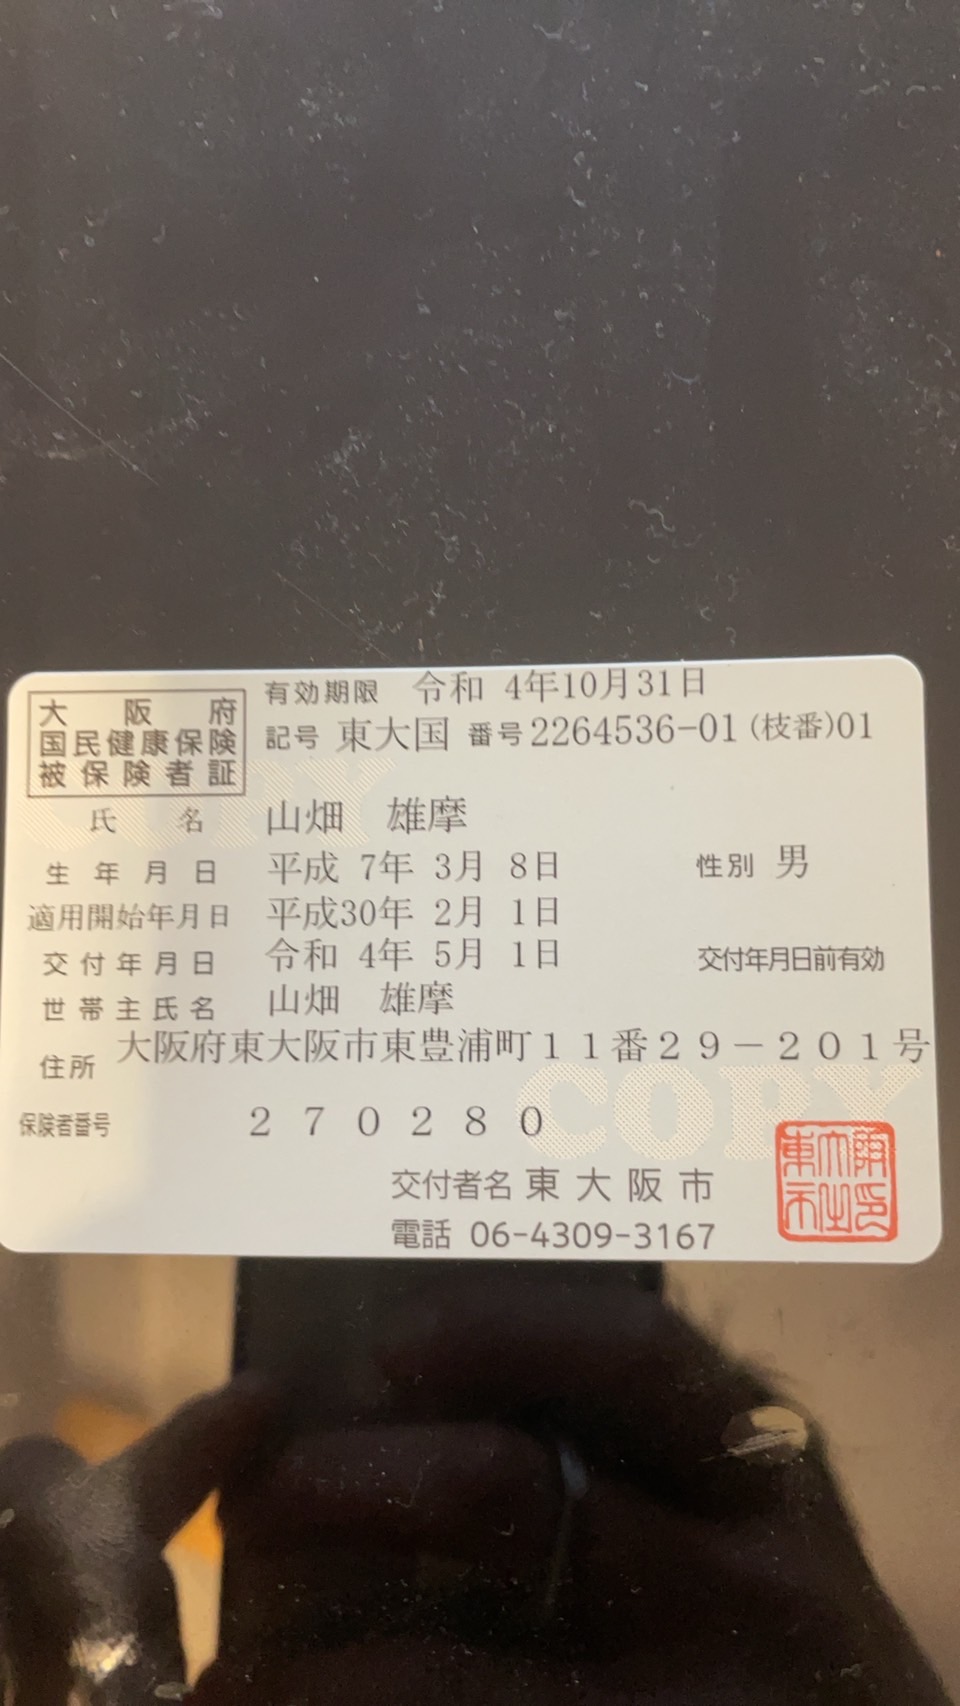 大阪府
国民健康保険
被保険者証
有効期限 令和 4年10月31日
記号 東大国 番号 2264536-01 (枝番)01
氏名 山畑 雄摩
生年月日 平成 7年 3月 8日 性別 男
適用開始年月日 平成30年 2月 1日
交付年月日 令和 4年 5月 1日 交付年月日前有効
世帯主氏名 山畑 雄摩
住所 大阪府東大阪市東豊浦町11番29-201号
保険者番号 270280
COPY
交付者名 東大阪市
電話 06-4309-3167